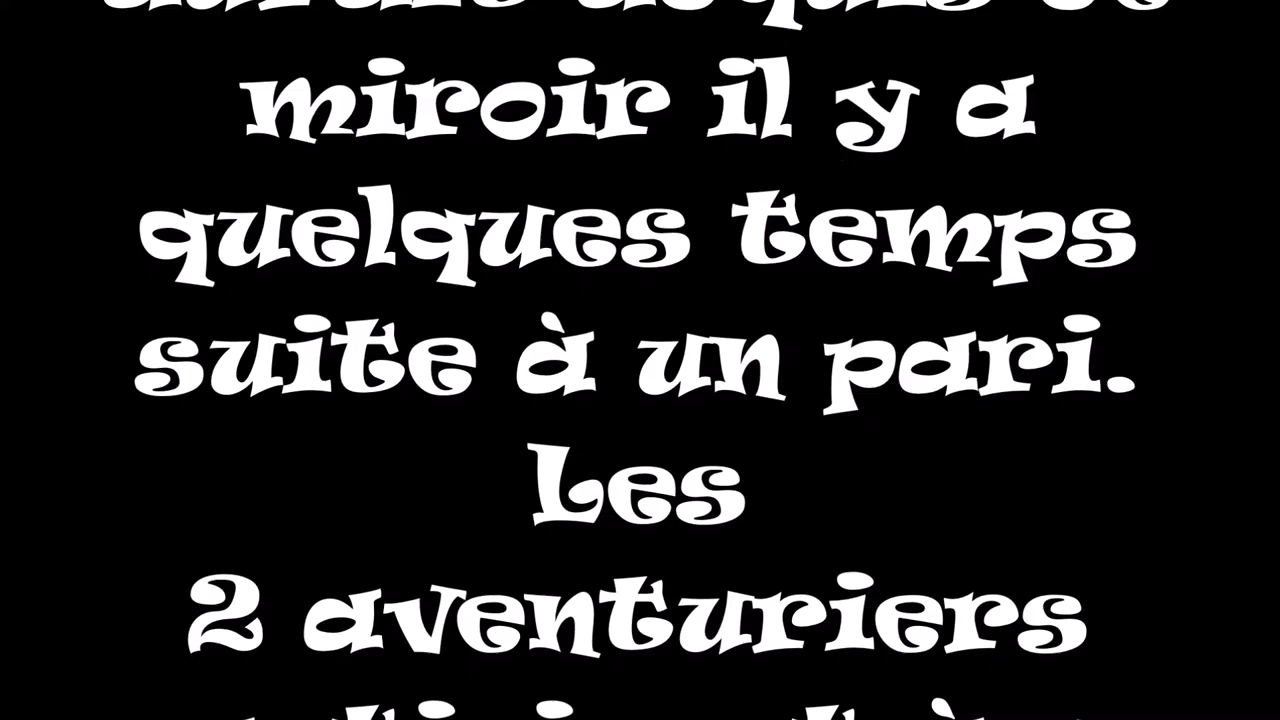 miroir il y a
quelques temps
suite à un pari.
Les
2 aventuriers